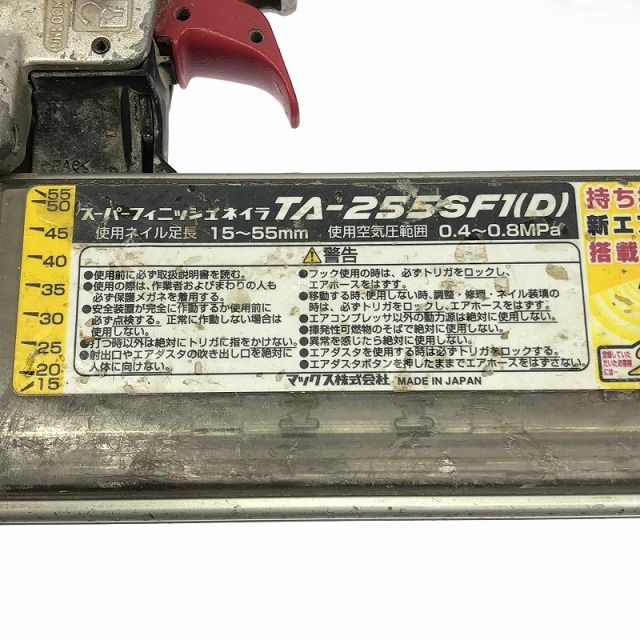 スーパーフィニッシュネイラ TA-255SF1(D)
使用ネイル足長 15～55mm 使用空気圧範囲 0.4～0.8MPa
55
50
45
40
35
30
25
20
15
⚠警告
●使用前に必ず取扱説明書を読む。
●使用の際は、作業者およびまわりの人も
必ず保護メガネを着用する。
●安全装置が完全に作動するか使用前に
必ず点検する。正常に作動しない場合は
使用しない。
●打つ時以外は絶対にトリガに指をかけない。
●射出口やエアダスタの吹き出し口を絶対に
人体に向けない。
●フック使用の時は、必ずトリガをロックし、
エアホースをはずす。
●移動する時、使用しない時、調整・修理・ネイル装填の
時は、必ずトリガをロックし、エアホースをはずす。
●エアコンプレッサ以外の動力源は絶対に使用しない。
●揮発性可燃物のそばで絶対に使用しない。
●異常を感じたら絶対に使用しない。
●エアダスタを使用する時は必ずトリガをロックする。
●エアダスタボタンを押したままでエアホースをはずさない。
マックス株式会社 MADE IN JAPAN
持ち
新エ
搭載
登録していた
だいたお客様
には…